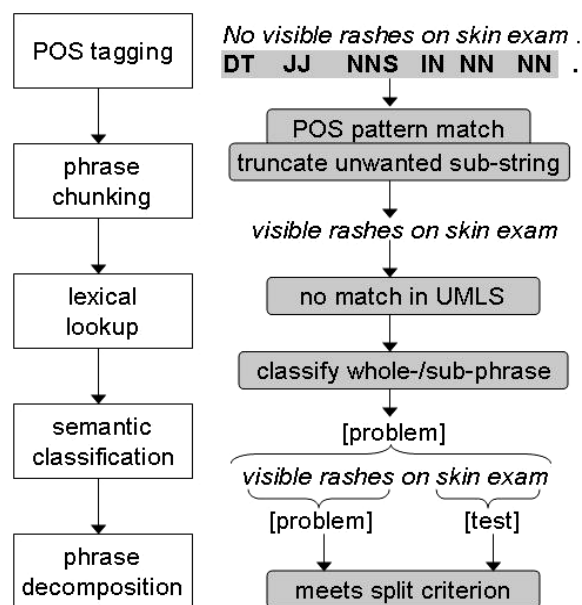 POS tagging
No visible rashes on skin exam .
DT JJ NNS IN NN NN .
POS pattern match
truncate unwanted sub-string
phrase
chunking
visible rashes on skin exam
lexical
lookup
no match in UMLS
classify whole-/sub-phrase
semantic
classification
[problem]
visible rashes on skin exam
[problem] [test]
phrase
decomposition
meets split criterion